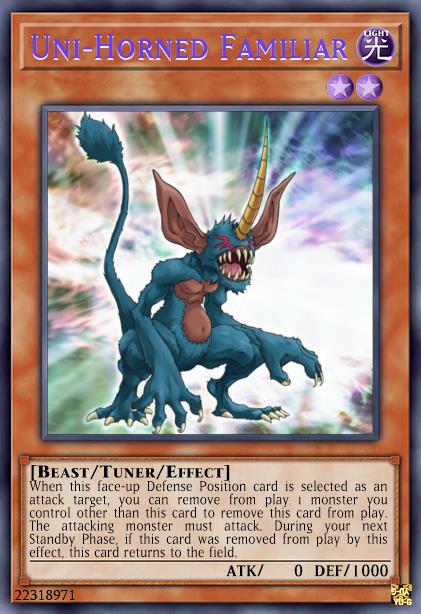 Uni-Horned Familiar
LIGHT
光
[Beast/Tuner/Effect]
When this face-up Defense Position card is selected as an
attack target, you can remove from play 1 monster you
control other than this card to remove this card from play.
The attacking monster must attack. During your next
Standby Phase, if this card was removed from play by this
effect, this card returns to the field.
ATK/ 0 DEF/1000
22318971